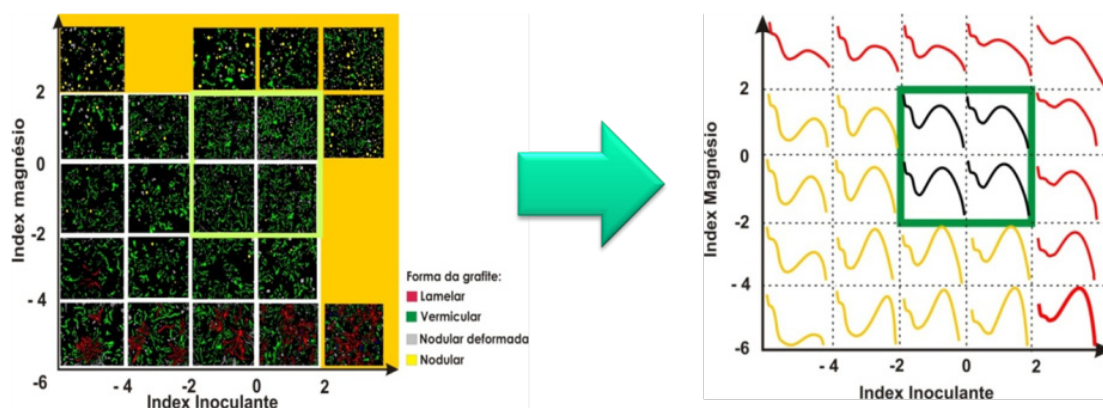 Index magnésio
2
0
-2
- 4
-6
- 4
-2
0
2
Index Inoculante
Forma da grafite:
Lamelar
Vermicular
Nodular deformada
Nodular
Index Magnésio
2
0
-2
- 4
-6
- 4
-2
0
2
Index Inoculante